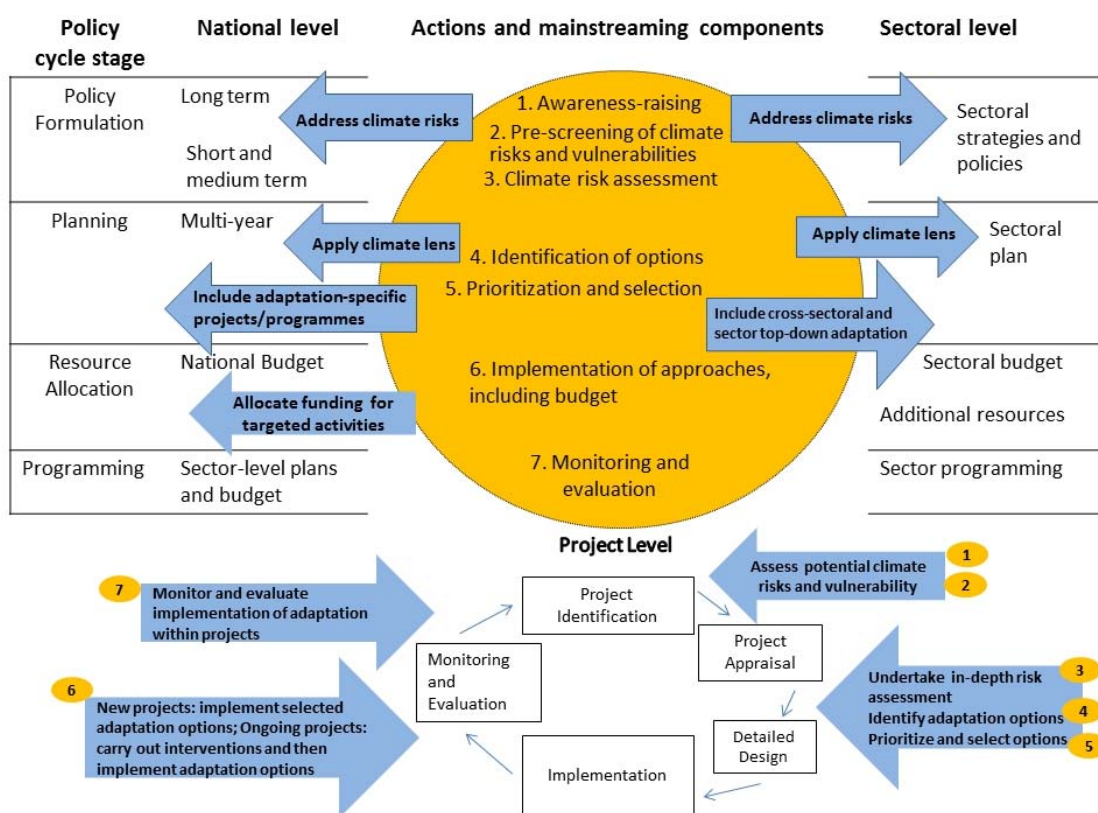 Policy
cycle stage
National level
Actions and mainstreaming components
Sectoral level
Policy
Formulation
Long term
Short and
medium term
Address climate risks
1. Awareness-raising
2. Pre-screening of climate
risks and vulnerabilities
3. Climate risk assessment
Address climate risks
Sectoral
strategies and
policies
Planning
Multi-year
Apply climate lens
4. Identification of options
5. Prioritization and selection
Apply climate lens
Sectoral
plan
Include adaptation-specific
projects/programmes
Include cross-sectoral and
sector top-down adaptation
Resource
Allocation
National Budget
Allocate funding for
targeted activities
6. Implementation of approaches,
including budget
Sectoral budget
Additional resources
Programming
Sector-level plans
and budget
7. Monitoring and
evaluation
Sector programming
Project Level
7
Monitor and evaluate
implementation of adaptation
within projects
Project
Identification
Assess potential climate
risks and vulnerability
1
2
Monitoring
and
Evaluation
Project
Appraisal
6
New projects: implement selected
adaptation options; Ongoing projects:
carry out interventions and then
implement adaptation options
Implementation
Detailed
Design
Undertake in-depth risk
assessment
Identify adaptation options
Prioritize and select options
3
4
5